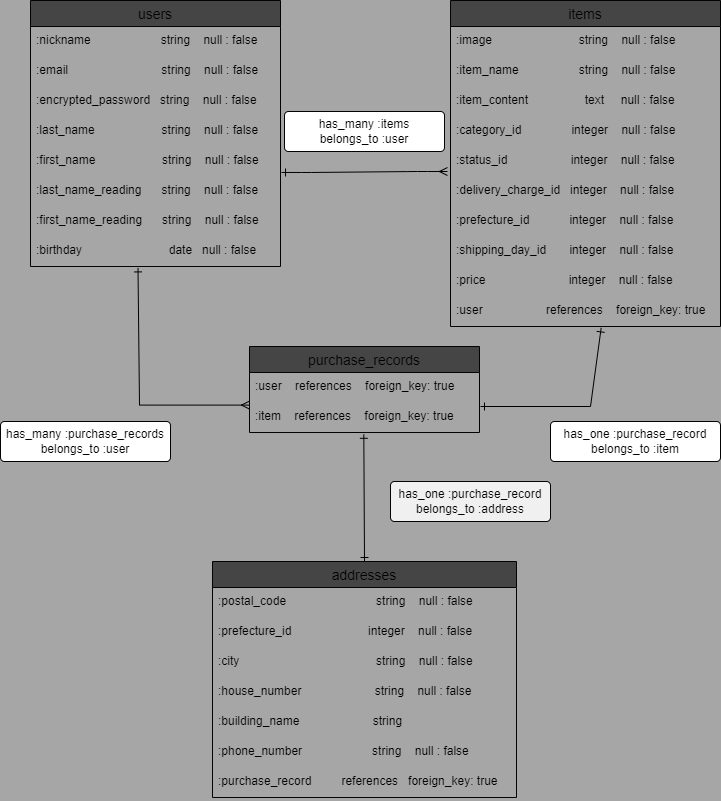 users
:nickname string null : false
:email string null : false
:encrypted_password string null : false
:last_name string null : false
:first_name string null : false
:last_name_reading string null : false
:first_name_reading string null : false
:birthday date null : false
has_many :items
belongs_to :user
items
:image string null : false
:item_name string null : false
:item_content text null : false
:category_id integer null : false
:status_id integer null : false
:delivery_charge_id integer null : false
:prefecture_id integer null : false
:shipping_day_id integer null : false
:price integer null : false
:user references foreign_key: true
purchase_records
:user references foreign_key: true
:item references foreign_key: true
has_many :purchase_records
belongs_to :user
has_one :purchase_record
belongs_to :item
has_one :purchase_record
belongs_to :address
addresses
:postal_code string null : false
:prefecture_id integer null : false
:city string null : false
:house_number string null : false
:building_name string
:phone_number string null : false
:purchase_record references foreign_key: true